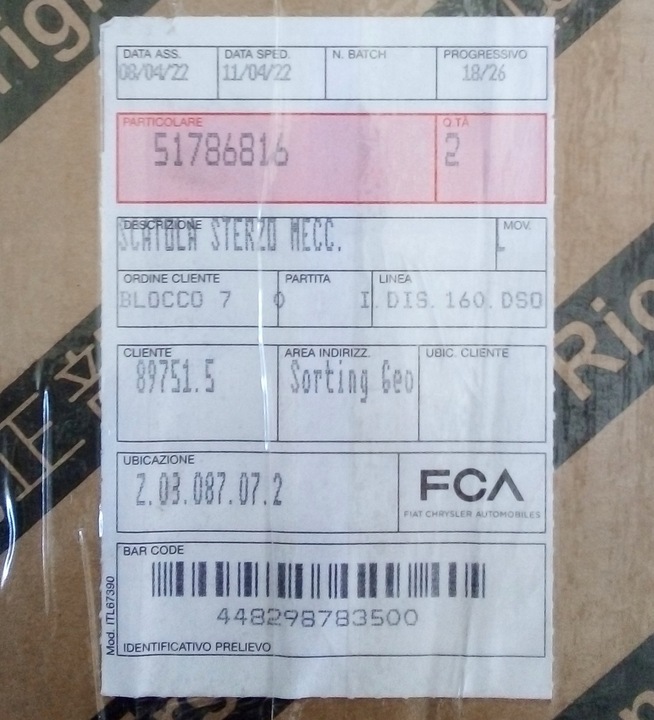 DATA ASS. DATA SPED. N. BATCH PROGRESSIVO
08/04/22 11/04/22 18/26
PARTICOLARE Q.TÀ
51786816 2
DESCRIZIONE MOV.
SCATOLA STERZO MECC. L
ORDINE CLIENTE PARTITA LINEA
BLOCCO 7 0 I. DIS. 160. DSO
CLIENTE AREA INDIRIZZ. UBIC. CLIENTE
89751.5 Sorting Geo
UBICAZIONE
Z.03.087.07.2
FCA
FIAT CHRYSLER AUTOMOBILES
BAR CODE
448298783500
IDENTIFICATIVO PRELIEVO
Mod. ITL67390
正部
Rig